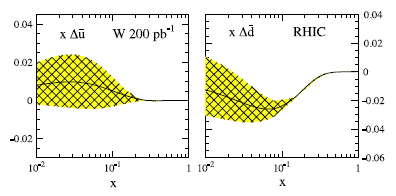 x Δū W 200 pb⁻¹
x Δd̄ RHIC
0.04
0.02
0
-0.02
0.04
0.02
0
-0.02
-0.04
-0.06
10⁻² 10⁻¹ 1
10⁻² 10⁻¹ 1
x x